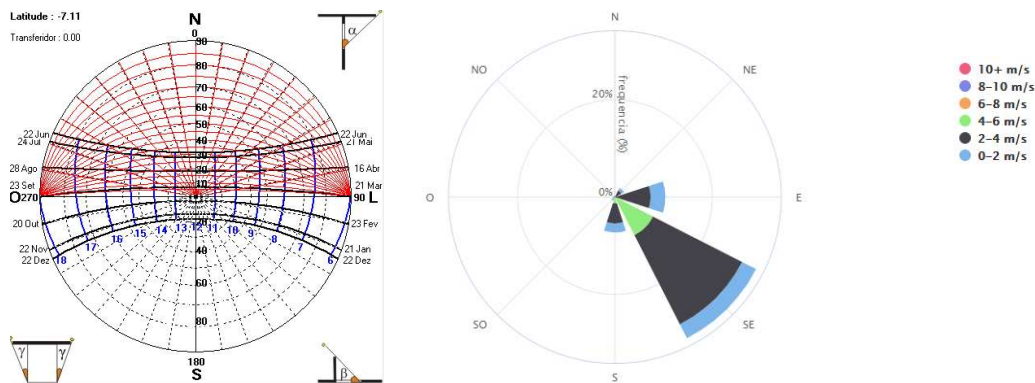 Latitude : -7.11
Transferidor : 0.00
N
0
90
80
70
60
50
40
30
20
10
22 Jun
24 Jul
28 Ago
23 Set
20 Out
22 Nov
22 Dez
22 Jun
21 Mai
16 Abr
21 Mar
23 Fev
21 Jan
22 Dez
O 270
90 L
18
17
16
15
14
13
12
11
10
9
8
7
6
40
60
80
180
S
α
γ
γ
β
N
NE
E
SE
S
SO
O
NO
20%
0%
frequencia (%)
10+ m/s
8–10 m/s
6–8 m/s
4–6 m/s
2–4 m/s
0–2 m/s